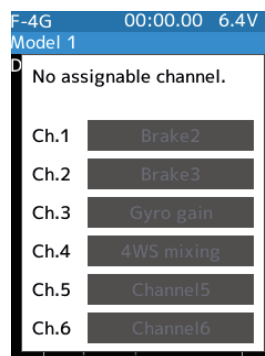 F-4G 00:00.00 6.4V
Model 1
D
No assignable channel.
Ch.1 Brake2
Ch.2 Brake3
Ch.3 Gyro gain
Ch.4 4WS mixing
Ch.5 Channel5
Ch.6 Channel6